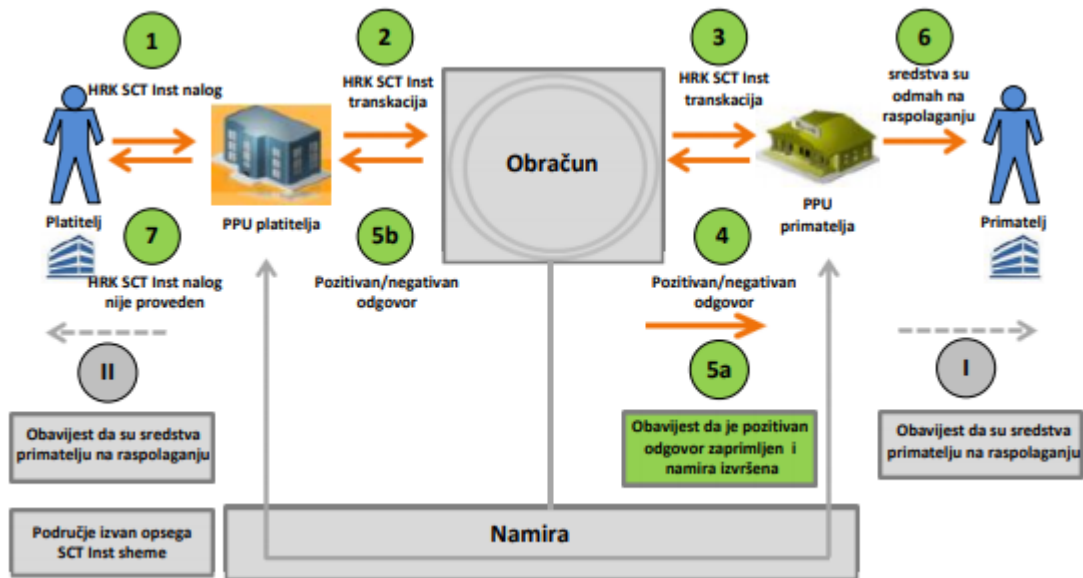 1
2
3
6
HRK SCT Inst nalog
HRK SCT Inst
transkacija
HRK SCT Inst
transkacija
sredstva su
odmah na
raspolaganju
Obračun
Platitelj
PPU platitelja
PPU
primatelja
Primatelj
7
5b
4
HRK SCT Inst nalog
nije proveden
Pozitivan/negativan
odgovor
Pozitivan/negativan
odgovor
II
5a
I
Obavijest da su sredstva
primatelju na raspolaganju
Obavijest da je pozitivan
odgovor zaprimljen i
namira izvršena
Obavijest da su sredstva
primatelju na raspolaganju
Područje izvan opsega
SCT Inst sheme
Namira